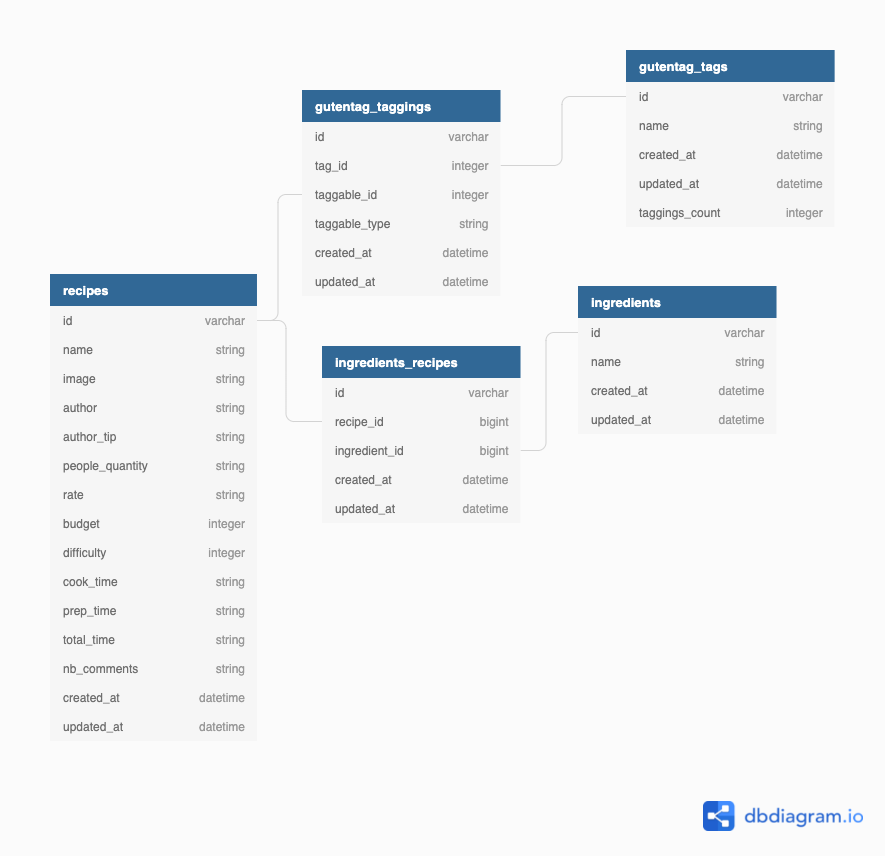 gutentag_tags
id varchar
name string
created_at datetime
updated_at datetime
taggings_count integer
gutentag_taggings
id varchar
tag_id integer
taggable_id integer
taggable_type string
created_at datetime
updated_at datetime
recipes
id varchar
name string
image string
author string
author_tip string
people_quantity string
rate string
budget integer
difficulty integer
cook_time string
prep_time string
total_time string
nb_comments string
created_at datetime
updated_at datetime
ingredients_recipes
id varchar
recipe_id bigint
ingredient_id bigint
created_at datetime
updated_at datetime
ingredients
id varchar
name string
created_at datetime
updated_at datetime
dbdiagram.io